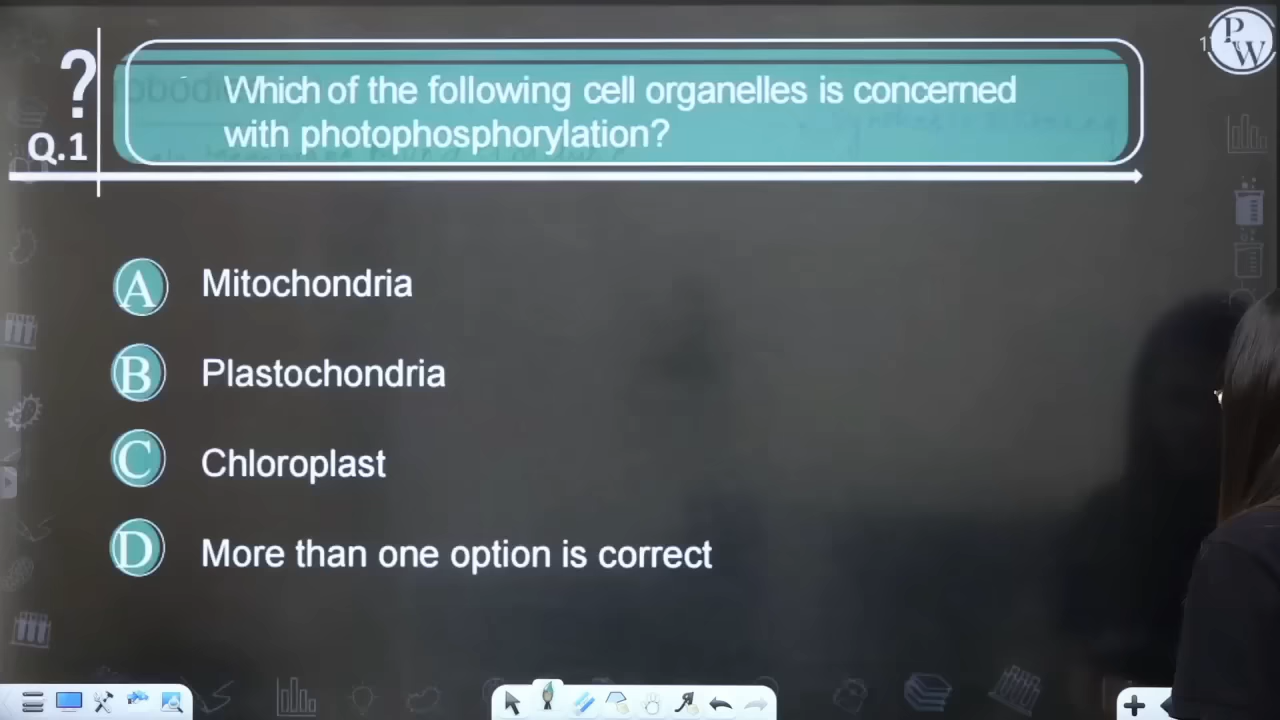 ?
Q.1
Which of the following cell organelles is concerned
with photophosphorylation?
A Mitochondria
B Plastochondria
C Chloroplast
D More than one option is correct
PW